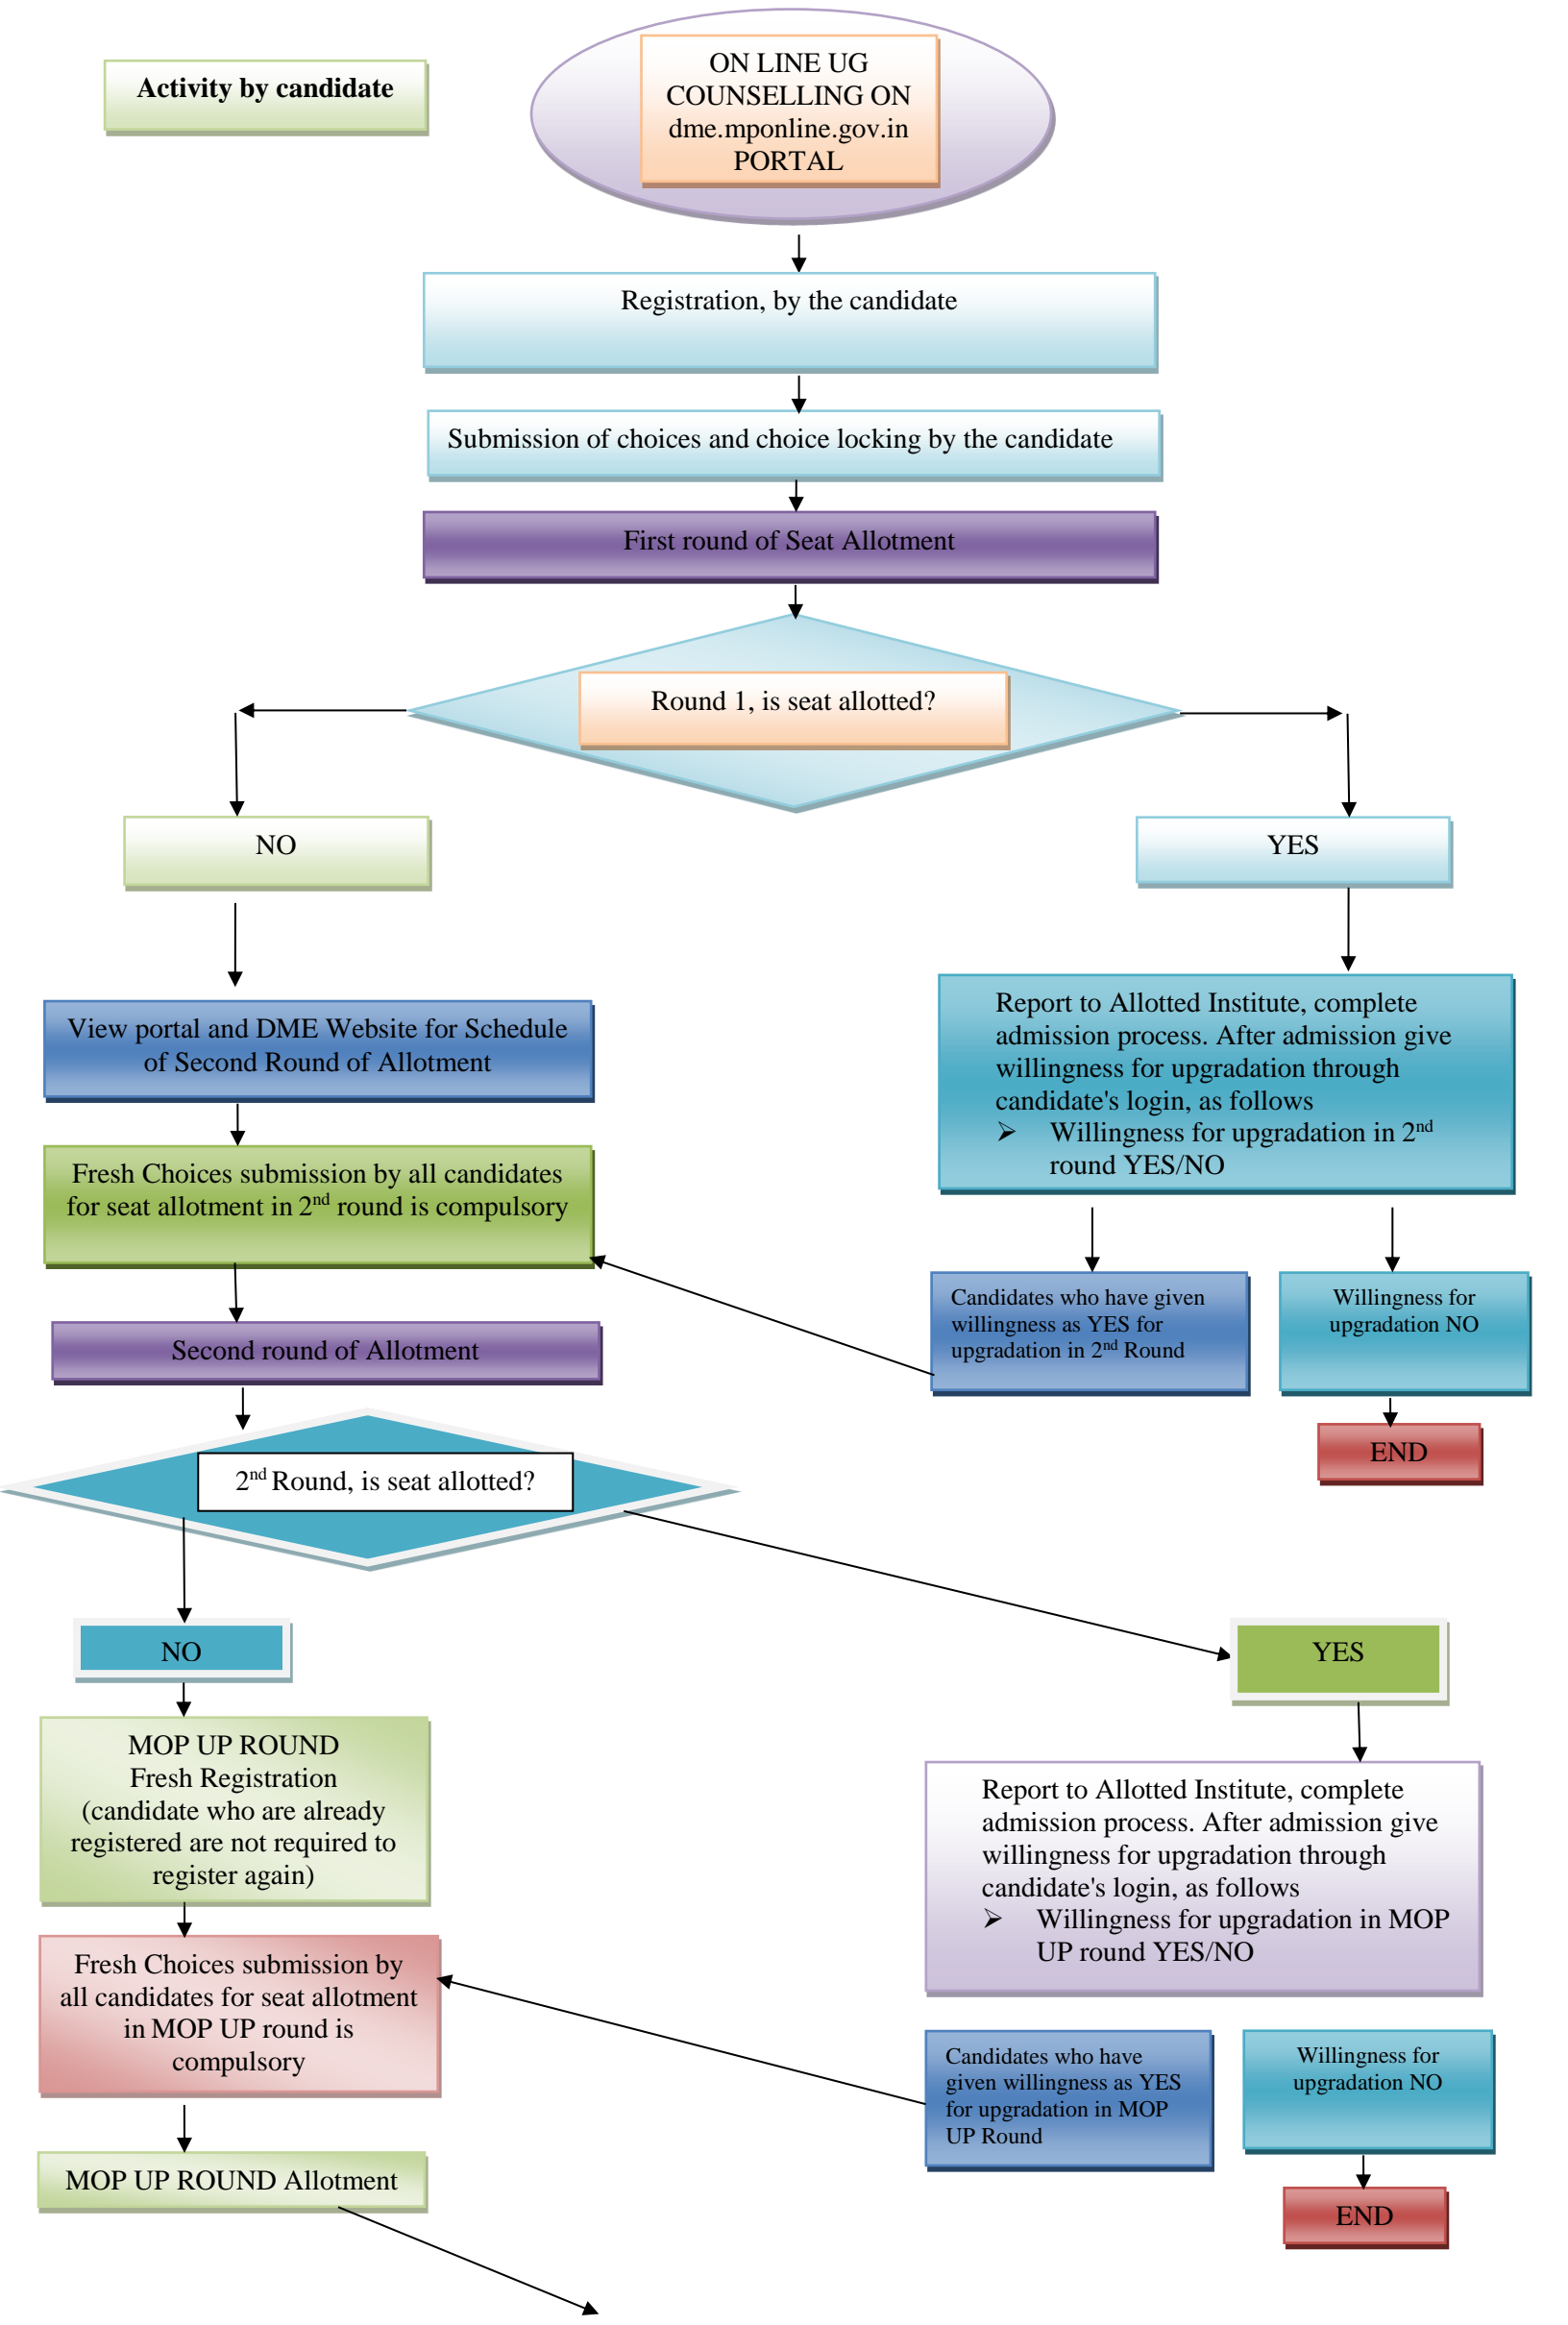 Activity by candidate
ON LINE UG
COUNSELLING ON
dme.mponline.gov.in
PORTAL
Registration, by the candidate
Submission of choices and choice locking by the candidate
First round of Seat Allotment
Round 1, is seat allotted?
NO
YES
View portal and DME Website for Schedule
of Second Round of Allotment
Report to Allotted Institute, complete
admission process. After admission give
willingness for upgradation through
candidate's login, as follows
➢ Willingness for upgradation in 2nd
round YES/NO
Fresh Choices submission by all candidates
for seat allotment in 2nd round is compulsory
Candidates who have given
willingness as YES for
upgradation in 2nd Round
Willingness for
upgradation NO
Second round of Allotment
END
2nd Round, is seat allotted?
NO
YES
MOP UP ROUND
Fresh Registration
(candidate who are already
registered are not required to
register again)
Report to Allotted Institute, complete
admission process. After admission give
willingness for upgradation through
candidate's login, as follows
➢ Willingness for upgradation in MOP
UP round YES/NO
Fresh Choices submission by
all candidates for seat allotment
in MOP UP round is
compulsory
Candidates who have
given willingness as YES
for upgradation in MOP
UP Round
Willingness for
upgradation NO
MOP UP ROUND Allotment
END